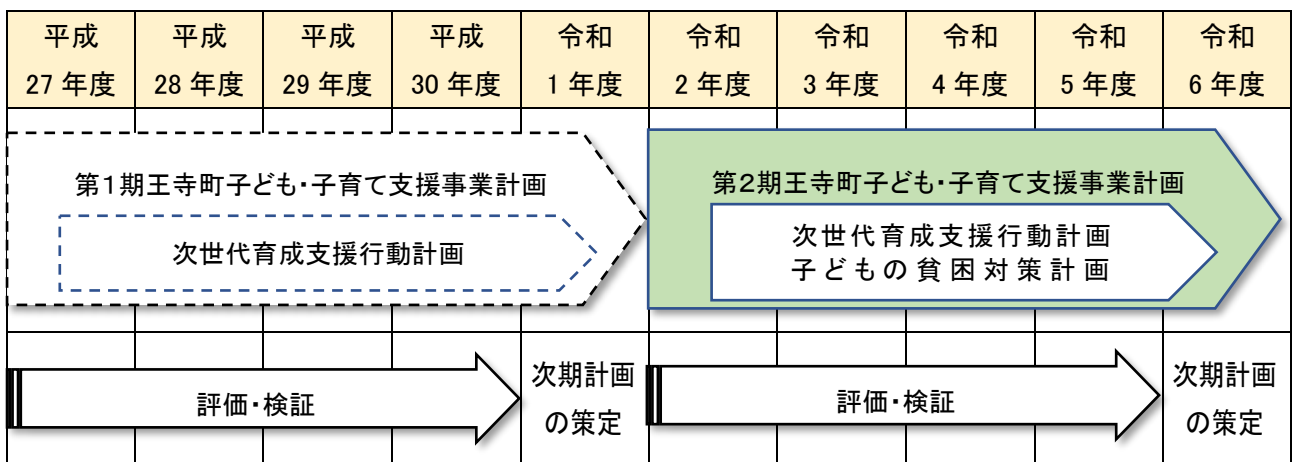 平成 平成 平成 平成 令和 令和 令和 令和 令和 令和
27 年度 28 年度 29 年度 30 年度 1 年度 2 年度 3 年度 4 年度 5 年度 6 年度
第1期王寺町子ども・子育て支援事業計画
次世代育成支援行動計画
第2期王寺町子ども・子育て支援事業計画
次世代育成支援行動計画
子どもの貧困対策計画
評価・検証
次期計画
の策定
評価・検証
次期計画
の策定